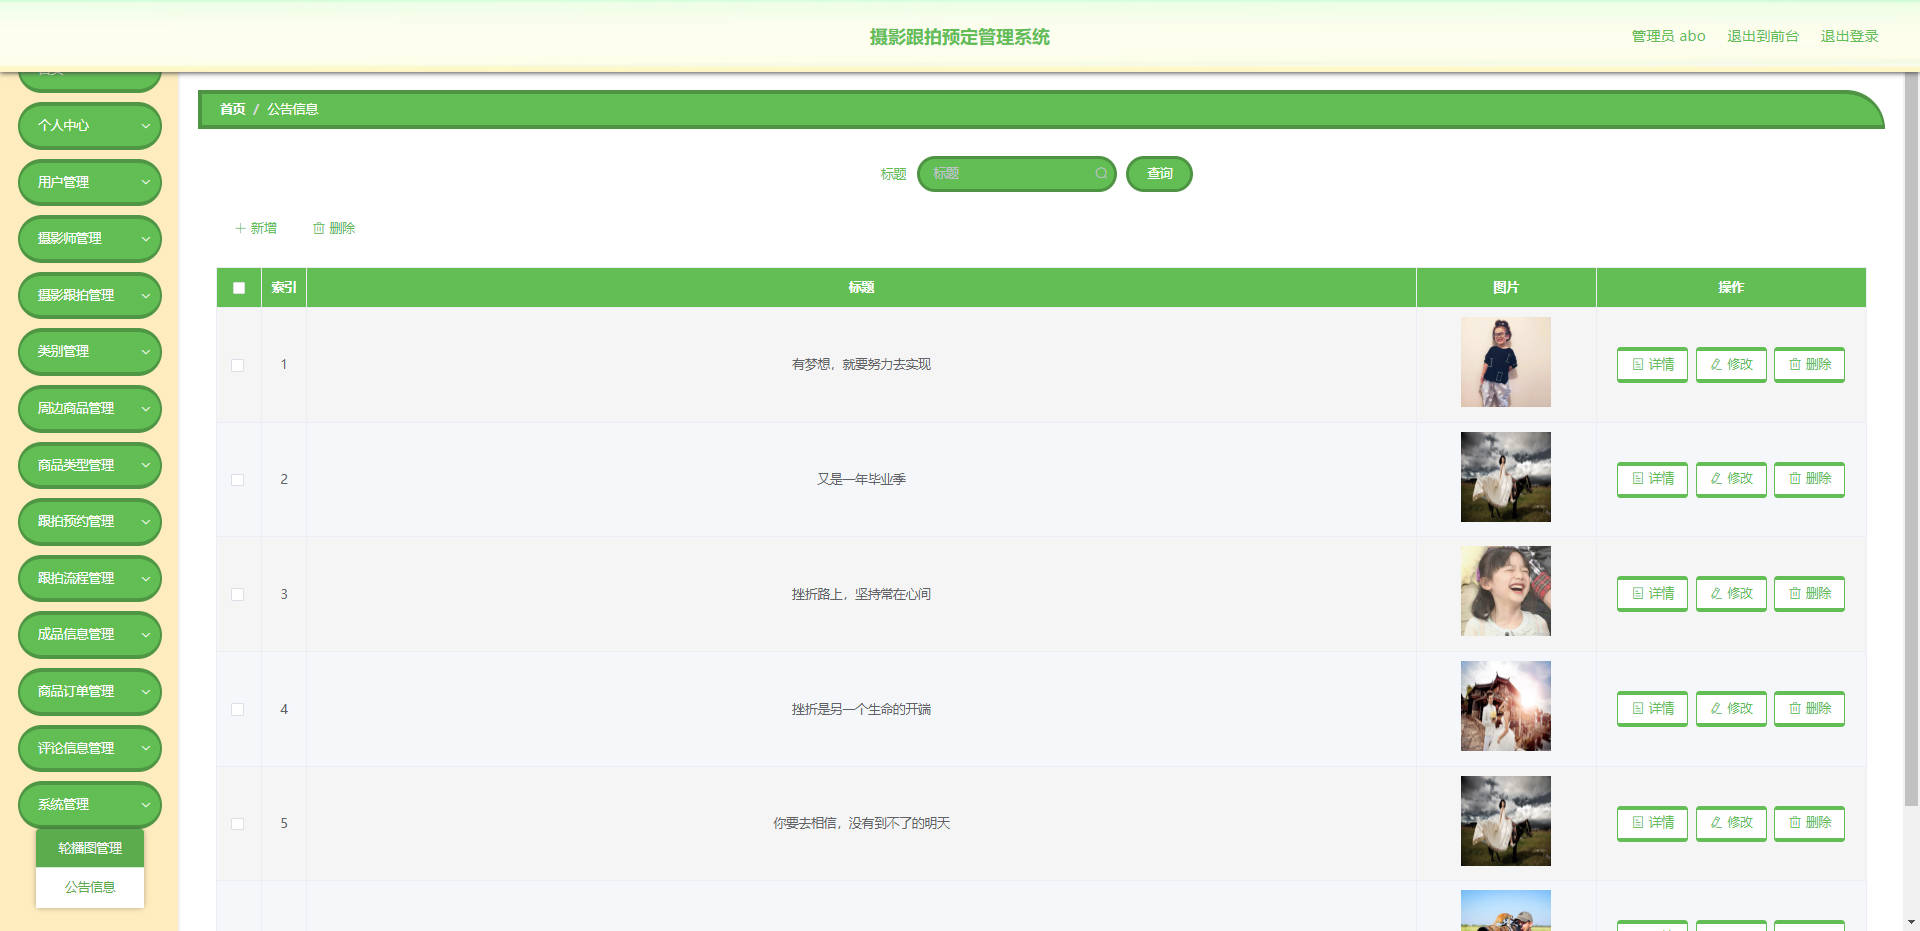 摄影跟拍预定管理系统
管理员 abo 退出到前台 退出登录
首页
个人中心
用户管理
摄影师管理
摄影跟拍管理
类别管理
周边商品管理
商品类型管理
跟拍预约管理
跟拍流程管理
成品信息管理
商品订单管理
评论信息管理
系统管理
轮播图管理
公告信息
首页 / 公告信息
标题 标题 查询
新增 删除
索引 标题 图片 操作
1 有梦想，就要努力去实现 详情 修改 删除
2 又是一年毕业季 详情 修改 删除
3 挫折路上，坚持常在心间 详情 修改 删除
4 挫折是另一个生命的开端 详情 修改 删除
5 你要去相信，没有到不了的明天 详情 修改 删除